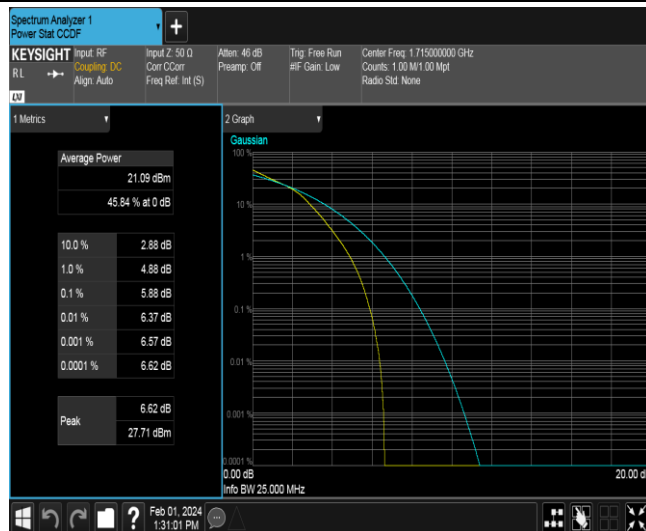 Spectrum Analyzer 1
Power Stat CCDF
+
KEYSIGHT
RL
Input: RF
Coupling: DC
Align: Auto
Input Z: 50 Ω
Corr CCorr
Freq Ref: Int (S)
Atten: 46 dB
Preamp: Off
Trig: Free Run
#IF Gain: Low
Center Freq: 1.715000000 GHz
Counts: 1.00 M/1.00 Mpt
Radio Std: None
1 Metrics
Average Power
21.09 dBm
45.84 % at 0 dB
10.0 % 2.88 dB
1.0 % 4.88 dB
0.1 % 5.88 dB
0.01 % 6.37 dB
0.001 % 6.57 dB
0.0001 % 6.62 dB
Peak
6.62 dB
27.71 dBm
2 Graph
Gaussian
100 %
10 %
1 %
0.1 %
0.01 %
0.001 %
0.0001 %
0.00 dB
20.00 d
Info BW 25.000 MHz
?
Feb 01, 2024
1:31:01 PM